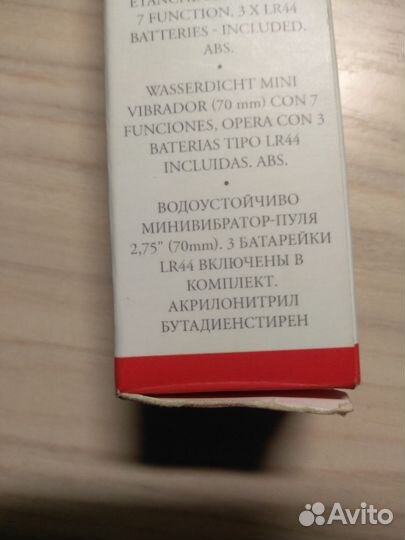 7 FUNCTION, 3 X LR44
BATTERIES - INCLUDED.
ABS.
•
WASSERDICHT MINI
VIBRADOR (70 mm) CON 7
FUNCIONES, OPERA CON 3
BATERIAS TIPO LR44
INCLUIDAS. ABS.
•
ВОДОУСТОЙЧИВО
МИНИВИБРАТОР-ПУЛЯ
2,75" (70mm). 3 БАТАРЕЙКИ
LR44 ВКЛЮЧЕНЫ В
КОМПЛЕКТ.
АКРИЛОНИТРИЛ
БУТАДИЕНСТИРЕН
Avito